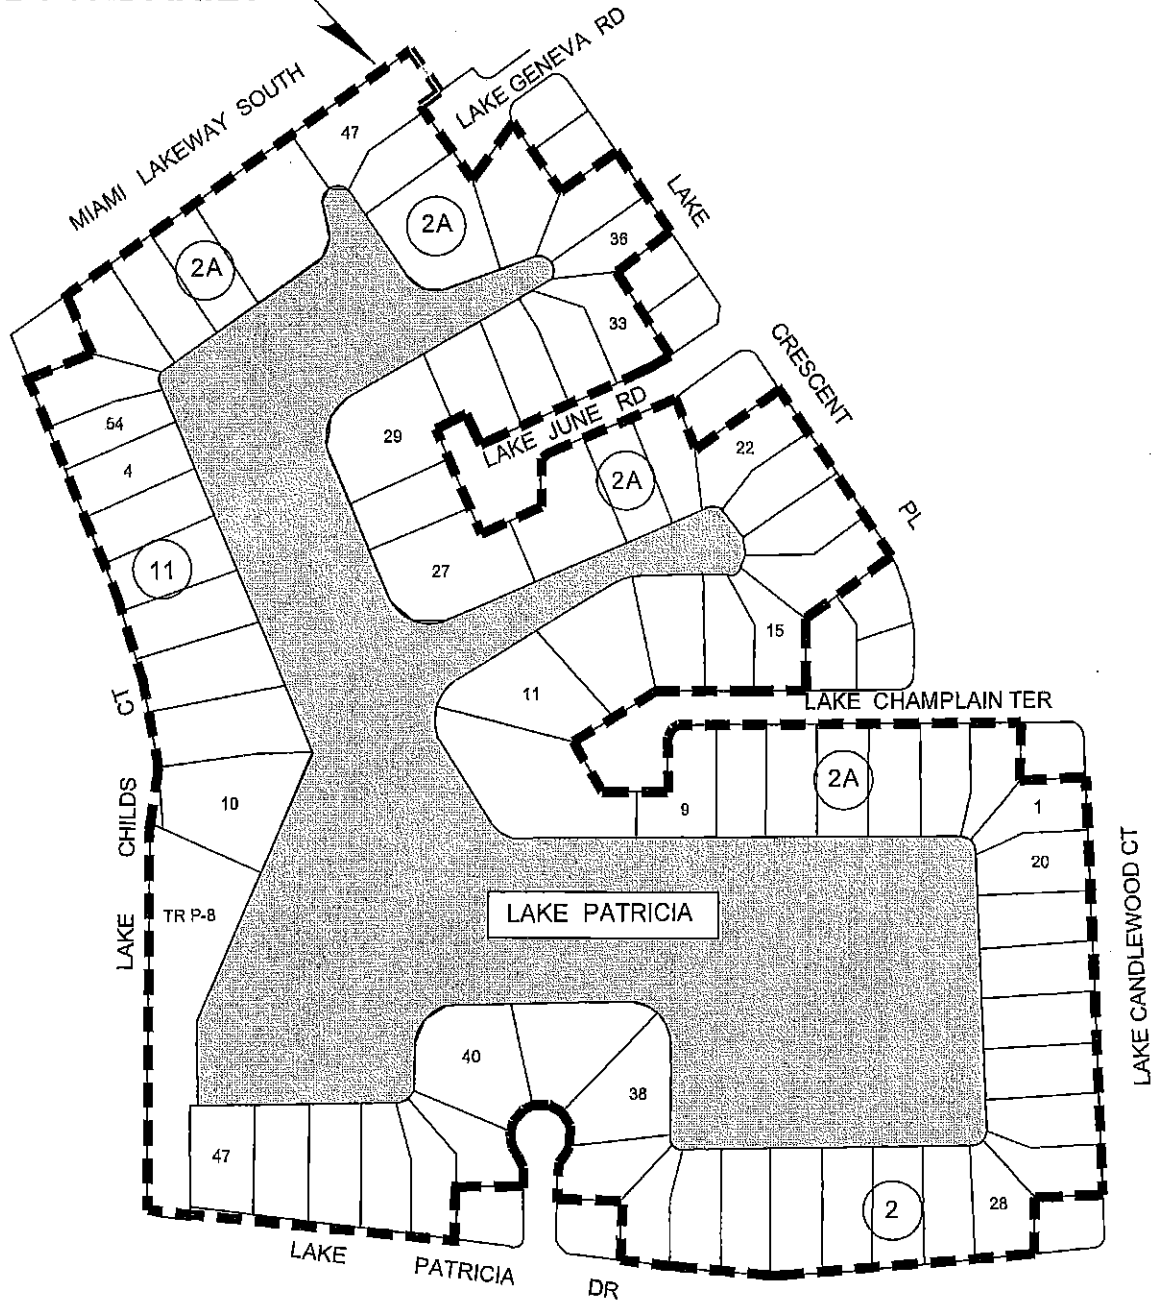 LAKE GENEVA RD
MIAMI LAKEWAY SOUTH
47
2A
LAKE
CRESCENT
PL
36
2A
33
54
29
LAKE JUNE RD
22
4
2A
11
27
15
11
CT
LAKE CHAMPLAIN TER
2A
10
9
1
CHILDS
20
LAKE CANDLEWOOD CT
LAKE PATRICIA
TR P-8
LAKE
40
38
47
28
2
LAKE
PATRICIA
DR